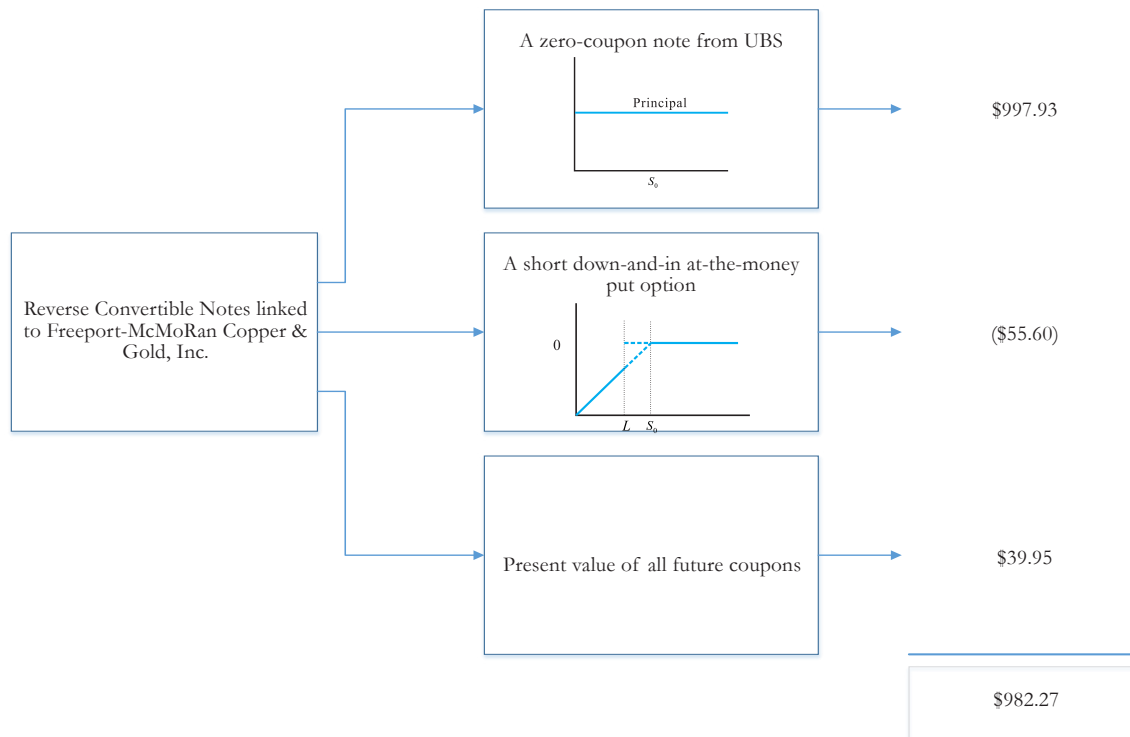 A zero-coupon note from UBS
Principal
S₀
$997.93
Reverse Convertible Notes linked
to Freeport-McMoRan Copper &
Gold, Inc.
A short down-and-in at-the-money
put option
0
L S₀
($55.60)
Present value of all future coupons
$39.95
$982.27